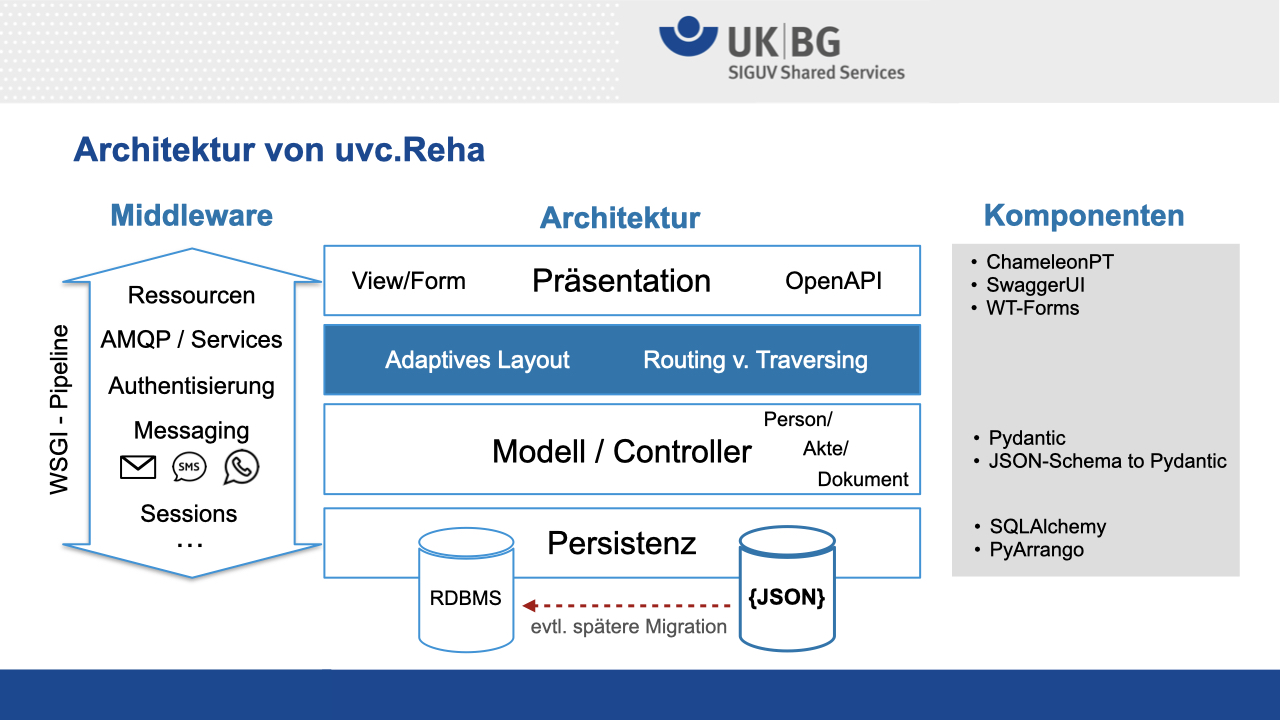 UK|BG
SIGUV Shared Services
Architektur von uvc.Reha
Middleware
WSGI - Pipeline
Ressourcen
AMQP / Services
Authentisierung
Messaging
SMS
Sessions
...
Architektur
View/Form
Präsentation
OpenAPI
Adaptives Layout
Routing v. Traversing
Modell / Controller
Person/
Akte/
Dokument
Persistenz
RDBMS
{JSON}
evtl. spätere Migration
Komponenten
• ChameleonPT
• SwaggerUI
• WT-Forms
• Pydantic
• JSON-Schema to Pydantic
• SQLAlchemy
• PyArrango